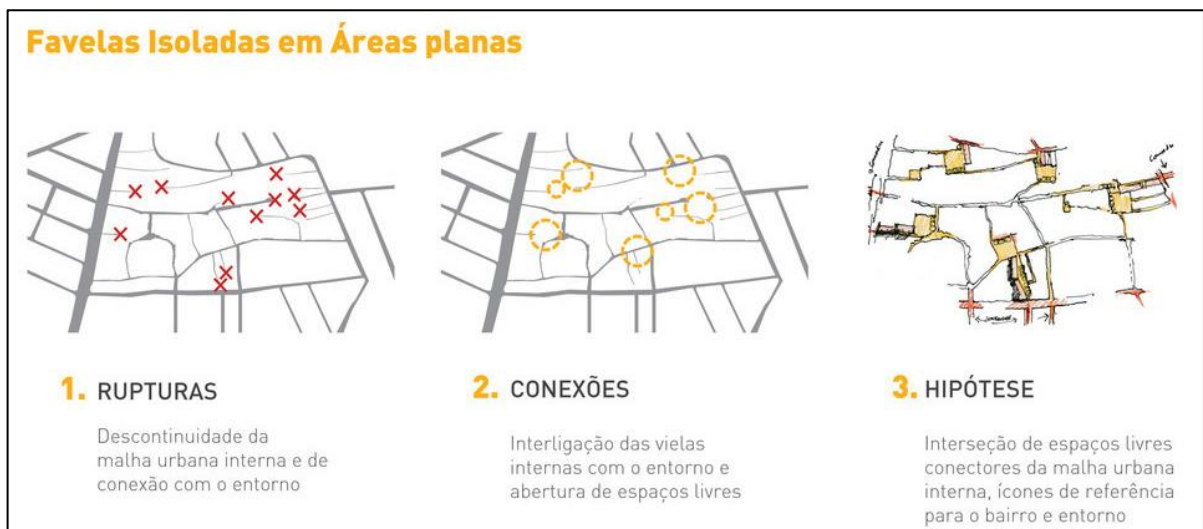 Favelas Isoladas em Áreas planas
1. RUPTURAS
Descontinuidade da
malha urbana interna e de
conexão com o entorno
2. CONEXÕES
Interligação das vielas
internas com o entorno e
abertura de espaços livres
3. HIPÓTESE
Interseção de espaços livres
conectores da malha urbana
interna, ícones de referência
para o bairro e entorno